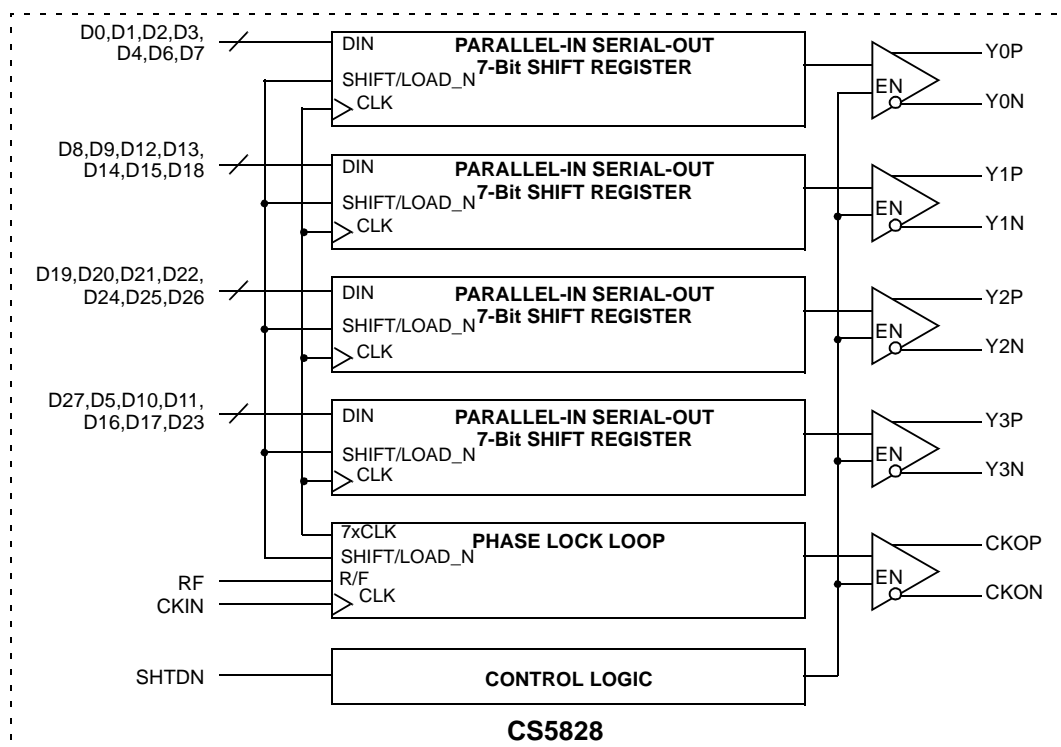 D0,D1,D2,D3,
D4,D6,D7
DIN
PARALLEL-IN SERIAL-OUT
7-Bit SHIFT REGISTER
SHIFT/LOAD_N
CLK
EN
Y0P
Y0N
D8,D9,D12,D13,
D14,D15,D18
DIN
PARALLEL-IN SERIAL-OUT
7-Bit SHIFT REGISTER
SHIFT/LOAD_N
CLK
EN
Y1P
Y1N
D19,D20,D21,D22,
D24,D25,D26
DIN
PARALLEL-IN SERIAL-OUT
7-Bit SHIFT REGISTER
SHIFT/LOAD_N
CLK
EN
Y2P
Y2N
D27,D5,D10,D11,
D16,D17,D23
DIN
PARALLEL-IN SERIAL-OUT
7-Bit SHIFT REGISTER
SHIFT/LOAD_N
CLK
EN
Y3P
Y3N
7xCLK
PHASE LOCK LOOP
SHIFT/LOAD_N
RF
R/F
CKIN
CLK
EN
CKOP
CKON
SHTDN
CONTROL LOGIC
CS5828